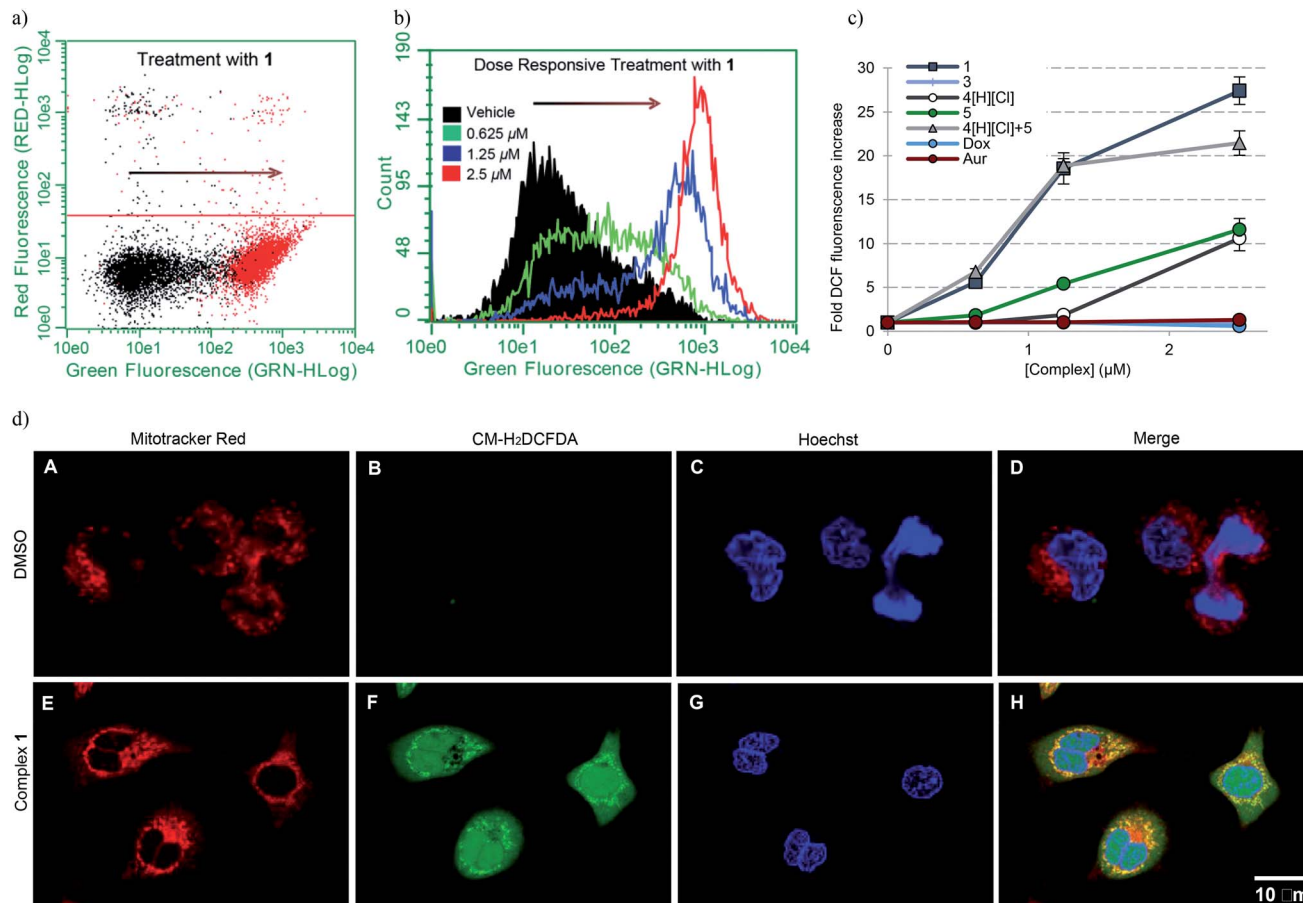 a)
Treatment with 1
Red Fluorescence (RED-HLog)
10e4
10e3
10e2
10e1
10e0
10e0 10e1 10e2 10e3 10e4
Green Fluorescence (GRN-HLog)
b)
Dose Responsive Treatment with 1
Vehicle
0.625 µM
1.25 µM
2.5 µM
Count
190
143
95
48
0
10e0 10e1 10e2 10e3 10e4
Green Fluorescence (GRN-HLog)
c)
1
3
4[H][Cl]
5
4[H][Cl]+5
Dox
Aur
Fold DCF fluorenscence increase
30
25
20
15
10
5
0
0 1 2
[Complex] (µM)
d)
Mitotracker Red CM-H₂DCFDA Hoechst Merge
DMSO
A B C D
Complex 1
E F G H
10 □m